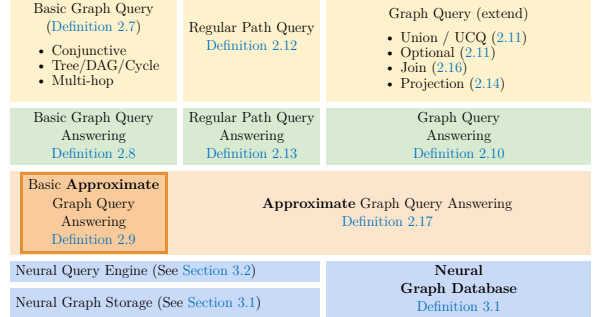 Basic Graph Query
(Definition 2.7)
• Conjunctive
• Tree/DAG/Cycle
• Multi-hop
Regular Path Query
Definition 2.12
Graph Query (extend)
• Union / UCQ (2.11)
• Optional (2.11)
• Join (2.16)
• Projection (2.14)
Basic Graph Query
Answering
Definition 2.8
Regular Path Query
Answering
Definition 2.13
Graph Query
Answering
Definition 2.10
Basic Approximate
Graph Query
Answering
Definition 2.9
Approximate Graph Query Answering
Definition 2.17
Neural Query Engine (See Section 3.2)
Neural Graph Storage (See Section 3.1)
Neural
Graph Database
Definition 3.1